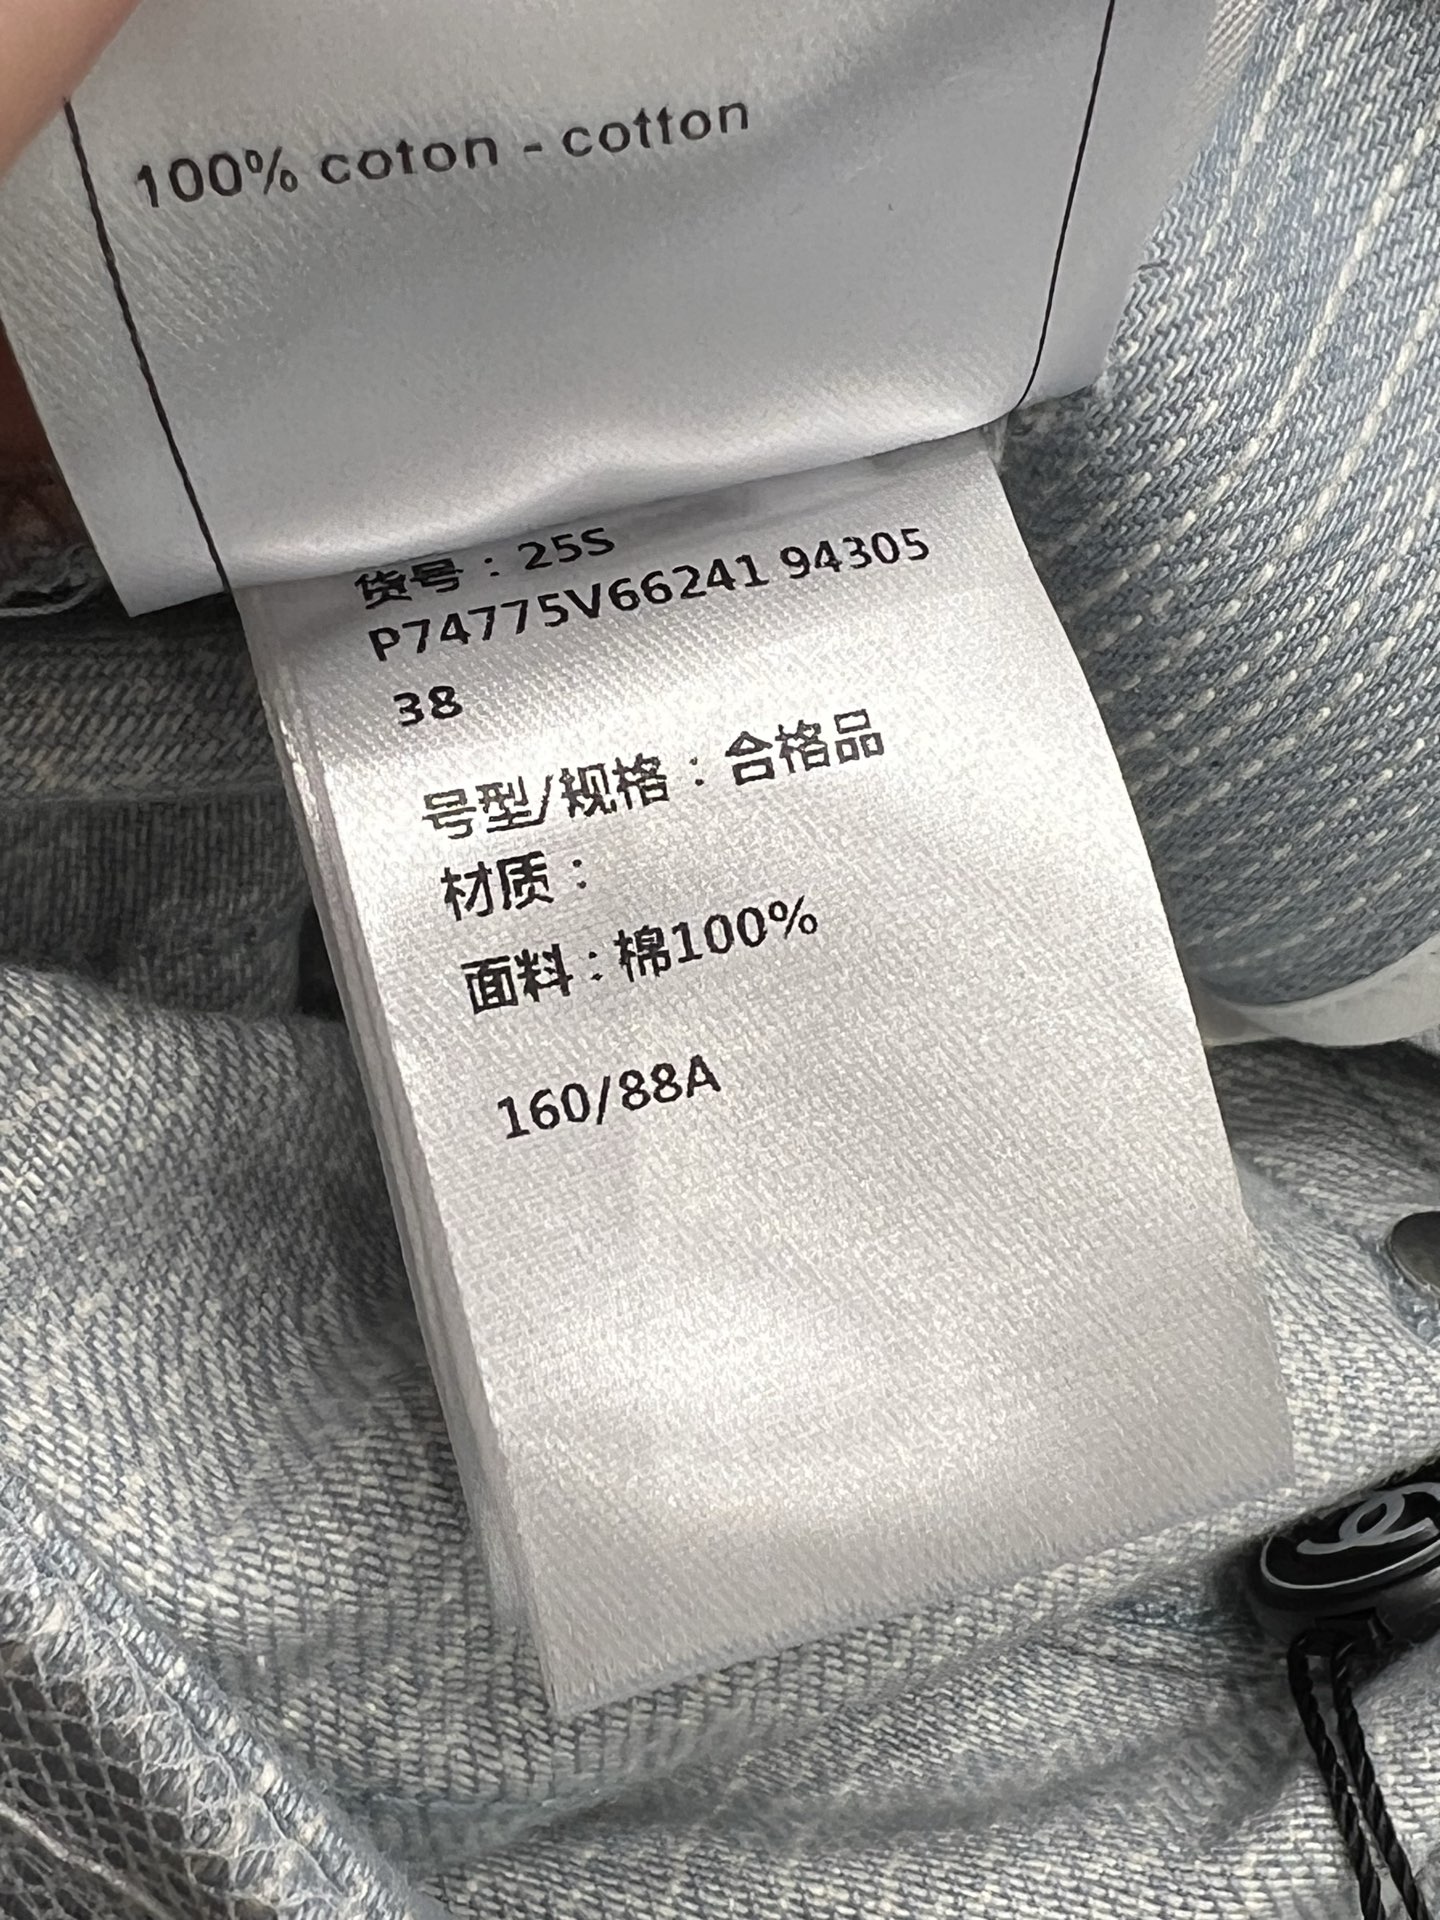 100% coton - cotton
货号：25S
P74775V66241 94305
38
号型/规格：合格品
材质：
面料：棉100%
160/88A